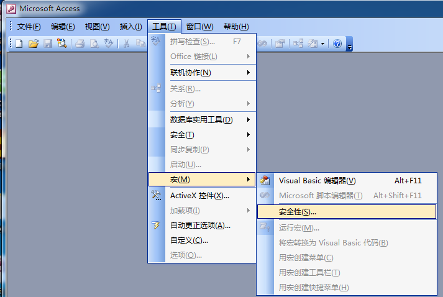 Microsoft Access
文件(F) 编辑(E) 视图(V) 插入(I) 工具(T) 窗口(W) 帮助(H)
拼写检查(S)... F7
Office 链接(L)
联机协作(N)
关系(R)...
分析(Y)
数据库实用工具(D)
安全(T)
同步复制(P)
启动(U)...
宏(M)
ActiveX 控件(X)...
加载项(I)
自动更正选项(A)...
自定义(C)...
选项(O)...
Visual Basic 编辑器(V) Alt+F11
Microsoft 脚本编辑器(I) Alt+Shift+F11
安全性(S)...
运行宏(M)...
将宏转换为 Visual Basic 代码(B)
用宏创建菜单(C)
用宏创建工具栏(T)
用宏创建快捷菜单(H)